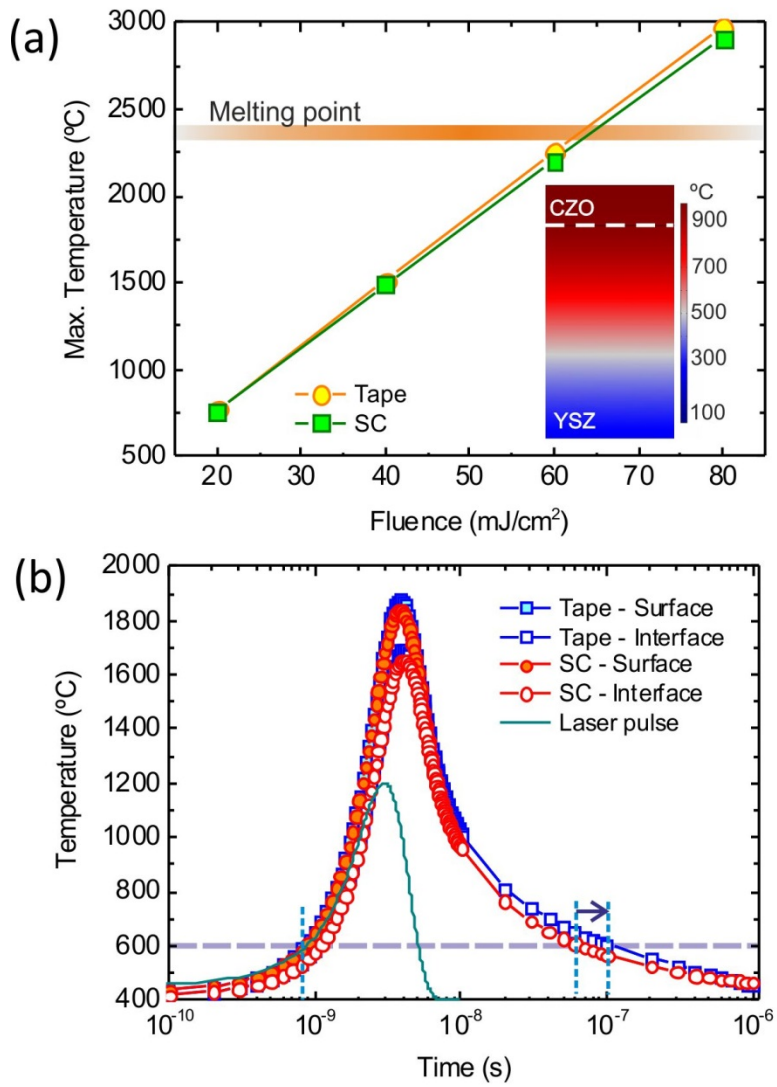 (a)
3000
2500
2000
1500
1000
500
Max. Temperature (ºC)
Melting point
ºC
CZO
900
700
500
300
100
YSZ
Tape
SC
20 30 40 50 60 70 80
Fluence (mJ/cm²)
(b)
2000
1800
1600
1400
1200
1000
800
600
400
Temperature (ºC)
Tape - Surface
Tape - Interface
SC - Surface
SC - Interface
Laser pulse
10⁻¹⁰ 10⁻⁹ 10⁻⁸ 10⁻⁷ 10⁻⁶
Time (s)